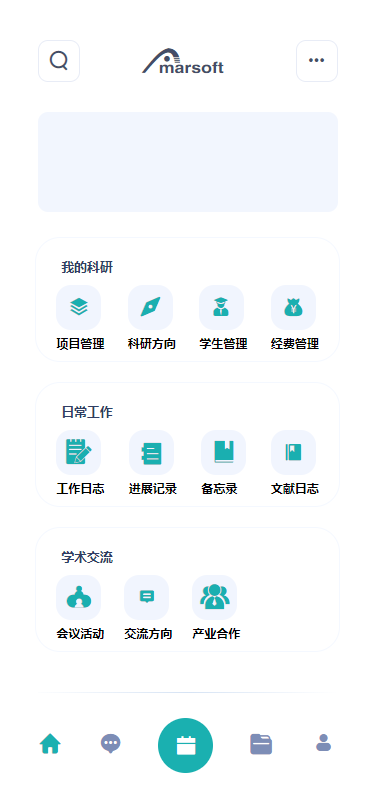 marsoft
我的科研
项目管理 科研方向 学生管理 经费管理
日常工作
工作日志 进展记录 备忘录 文献日志
学术交流
会议活动 交流方向 产业合作